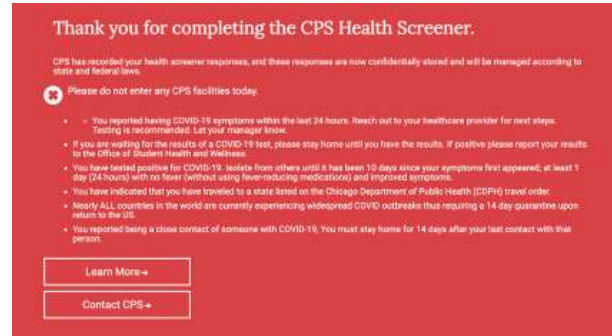 Thank you for completing the CPS Health Screener.
CPS has recorded your health screener responses, and these responses are now confidentially stored and will be managed according to
state and federal laws.
Please do not enter any CPS facilities today.
You reported having COVID-19 symptoms within the last 24 hours. Reach out to your healthcare provider for next steps.
Testing is recommended. Let your manager know.
If you are waiting for the results of a COVID-19 test, please stay home until you have the results. If positive please report your results
to the Office of Student Health and Wellness.
You have tested positive for COVID-19. Isolate from others until it has been 10 days since your symptoms first appeared; at least 1
day (24 hours) with no fever (without using fever-reducing medications) and improved symptoms.
You have indicated that you have traveled to a state listed on the Chicago Department of Public Health (CDPH) travel order.
Nearly ALL countries in the world are currently experiencing widespread COVID outbreaks thus requiring a 14 day quarantine upon
return to the US.
You reported being a close contact of someone with COVID-19, You must stay home for 14 days after your last contact with that
person.
Learn More→
Contact CPS→